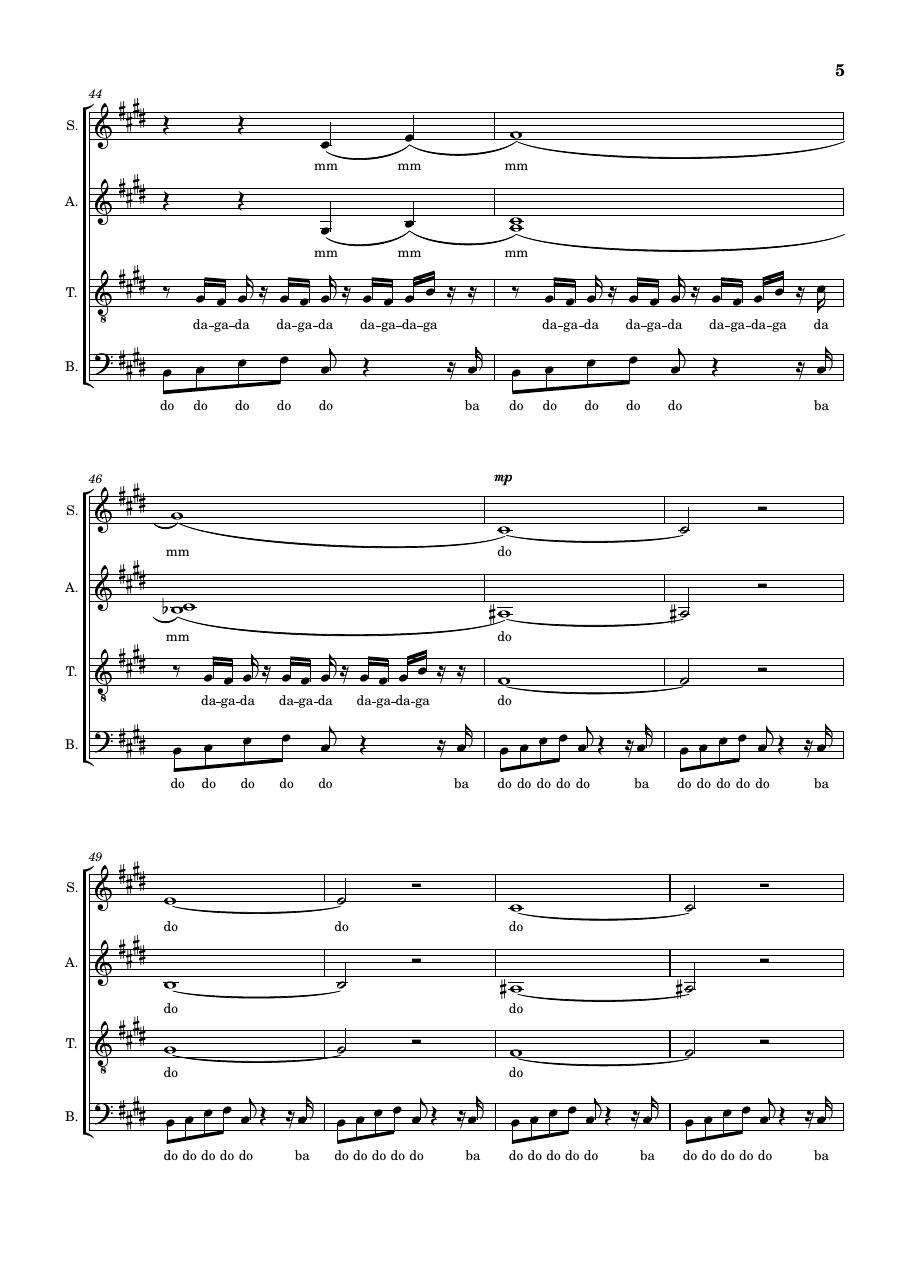 5
44
S.
mm mm mm
A.
mm mm mm
T.
da-ga-da da-ga-da da-ga-da-ga da-ga-da da-ga-da da-ga-da-ga da
B.
do do do do do ba do do do do do ba
46
mp
S.
mm do
A.
mm do
T.
da-ga-da da-ga-da da-ga-da-ga do
B.
do do do do do ba do do do do do ba do do do do do ba
49
S.
do do do
A.
do do
T.
do do
B.
do do do do do ba do do do do do ba do do do do do ba do do do do do ba